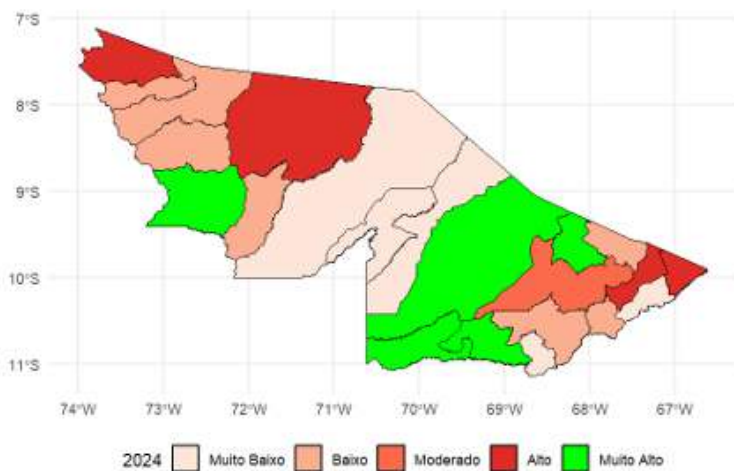 7°S
8°S
9°S
10°S
11°S
74°W 73°W 72°W 71°W 70°W 69°W 68°W 67°W
2024 Muito Baixo Baixo Moderado Alto Muito Alto